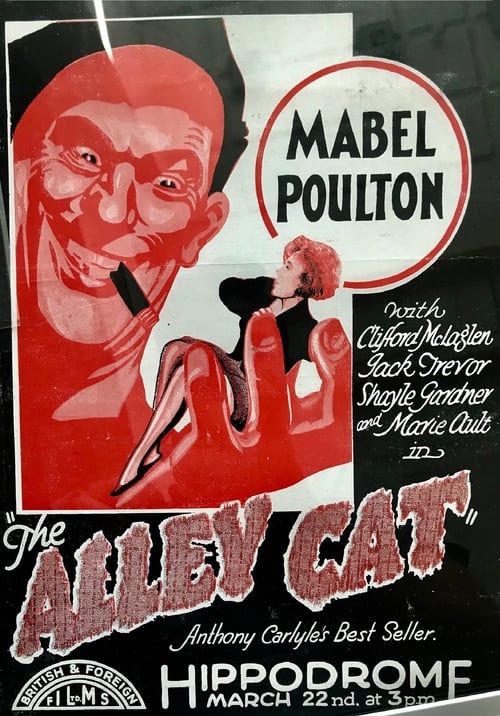 MABEL
POULTON
with
Clifford McLaglen
Jack Trevor
Shayle Gardner
and Marie Ault
in
"The
ALLEY CAT"
Anthony Carlyle's Best Seller.
BRITISH & FOREIGN
FILMS LTD.
HIPPODROME
MARCH 22nd. at 3pm.